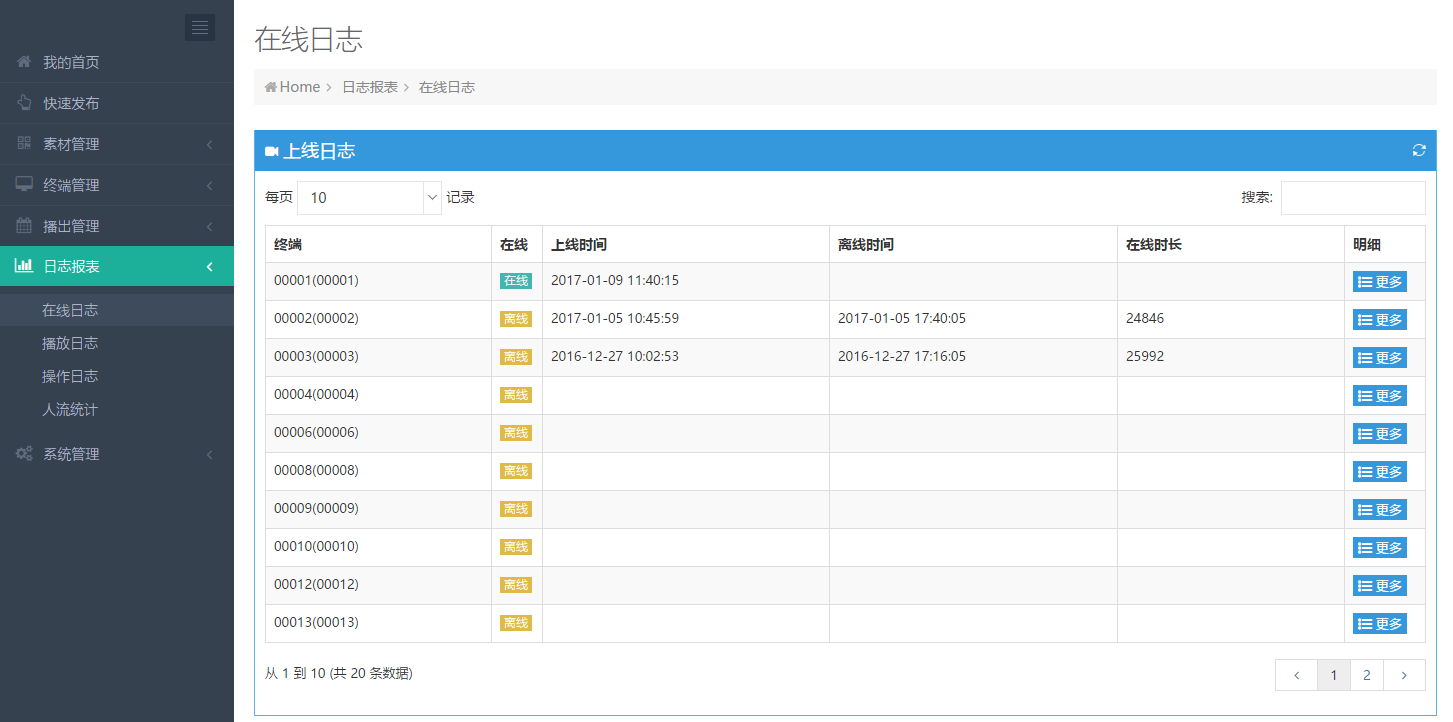 我的首页
快速发布
素材管理
终端管理
播出管理
日志报表
在线日志
播放日志
操作日志
人流统计
系统管理
在线日志
Home 日志报表 在线日志
上线日志
每页 10 记录 搜索:
终端 在线 上线时间 离线时间 在线时长 明细
00001(00001) 在线 2017-01-09 11:40:15 更多
00002(00002) 离线 2017-01-05 10:45:59 2017-01-05 17:40:05 24846 更多
00003(00003) 离线 2016-12-27 10:02:53 2016-12-27 17:16:05 25992 更多
00004(00004) 离线 更多
00006(00006) 离线 更多
00008(00008) 离线 更多
00009(00009) 离线 更多
00010(00010) 离线 更多
00012(00012) 离线 更多
00013(00013) 离线 更多
从 1 到 10 (共 20 条数据) 1 2